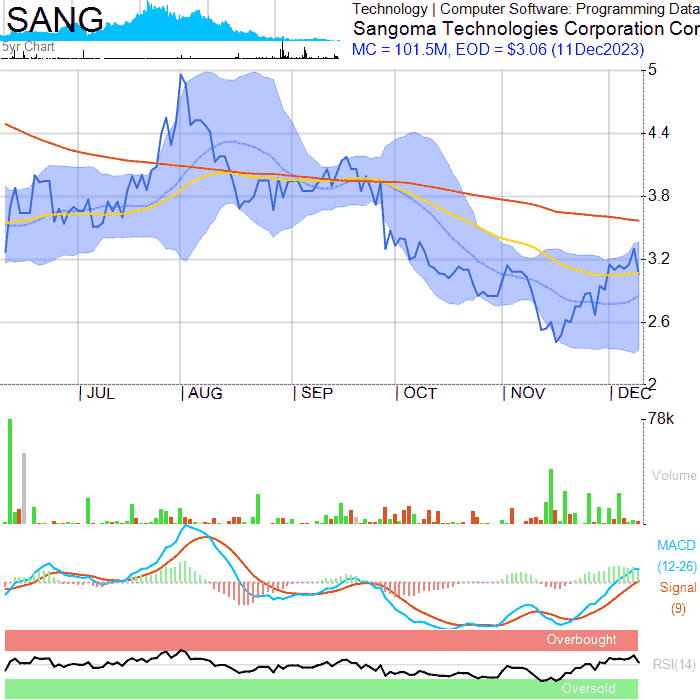 SANG
5yr Chart
Technology | Computer Software: Programming Data
Sangoma Technologies Corporation Cor
MC = 101.5M, EOD = $3.06 (11Dec2023)
5
4.4
3.8
3.2
2.6
2
JUL AUG SEP OCT NOV DEC
78k
Volume
MACD
(12-26)
Signal
(9)
Overbought
RSI(14)
Oversold